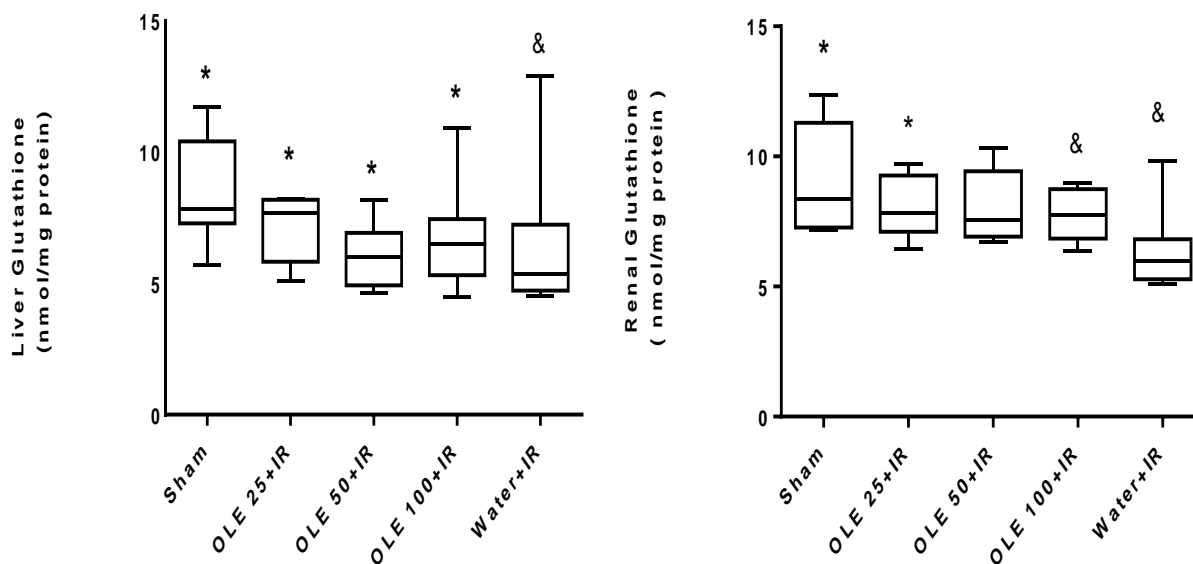 Liver Glutathione
(nmol/mg protein)
15
10
5
0
*
*
*
*
&
Sham
OLE 25+IR
OLE 50+IR
OLE 100+IR
Water+IR
Renal Glutathione
( nmol/mg protein )
15
10
5
0
*
*
&
&
Sham
OLE 25+IR
OLE 50+IR
OLE 100+IR
Water+IR